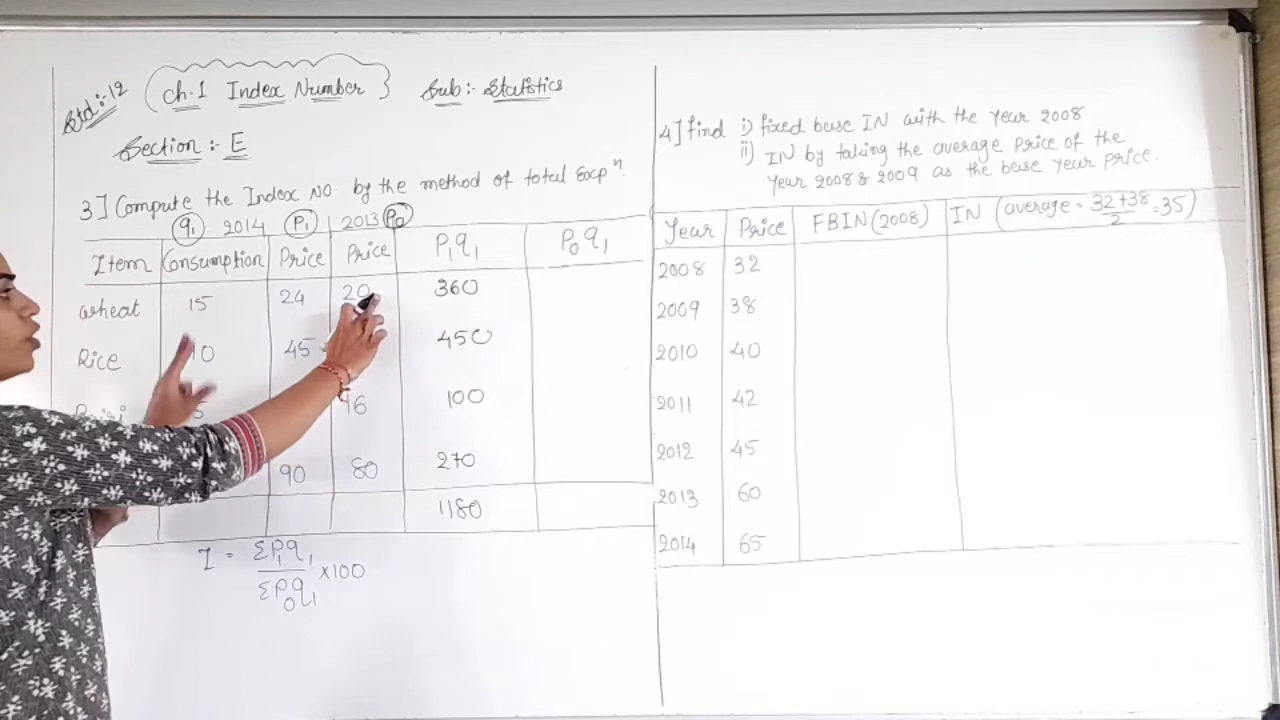 Std:-12
Ch-1 Index Number
Sub:- Statistics
Section:- E
3] Compute the Index NO. by the method of total Expⁿ.
q₁ 2014 P₁ 2013 P₀
Item Consumption Price Price P₁q₁ P₀q₁
wheat 15 24 20 360
Rice 10 45 450
5 16 100
90 80 270
1180
I = ΣP₁q₁ / ΣP₀q₁ ×100
4] find i) fixed base IN with the year 2008
ii) IN by taking the average price of the
year 2008 & 2009 as the base year price.
Year Price FBIN (2008) IN (average = 32+38 / 2 = 35)
2008 32
2009 38
2010 40
2011 42
2012 45
2013 60
2014 65